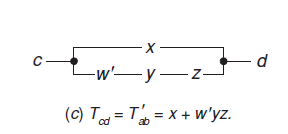 x
c d
w' y z
(c) T_cd = T'_ab = x + w'yz.